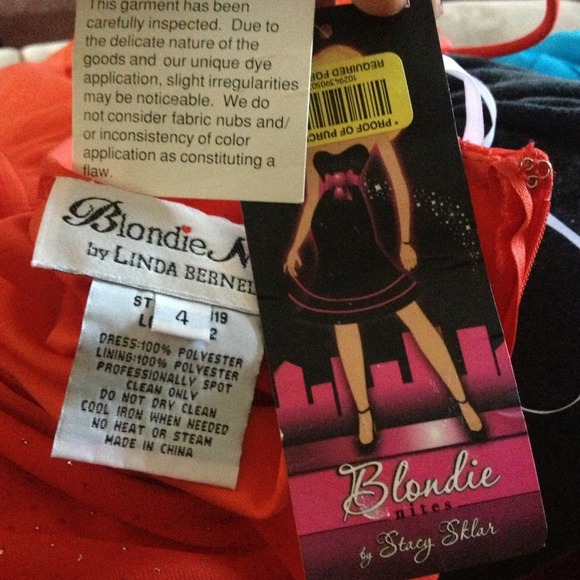 This garment has been
carefully inspected. Due to
the delicate nature of the
goods and our unique dye
application, slight irregularities
may be noticeable. We do
not consider fabric nubs and/
or inconsistency of color
application as constituting a
flaw.
Blondie N
by LINDA BERNEL
ST 4 119
2
DRESS:100% POLYESTER
LINING:100% POLYESTER
PROFESSIONALLY SPOT
CLEAN ONLY
DO NOT DRY CLEAN
COOL IRON WHEN NEEDED
NO HEAT OR STEAM
MADE IN CHINA
* PROOF OF PURC
REQUIRED FOR
Blondie
nites
by Stacy Sklar